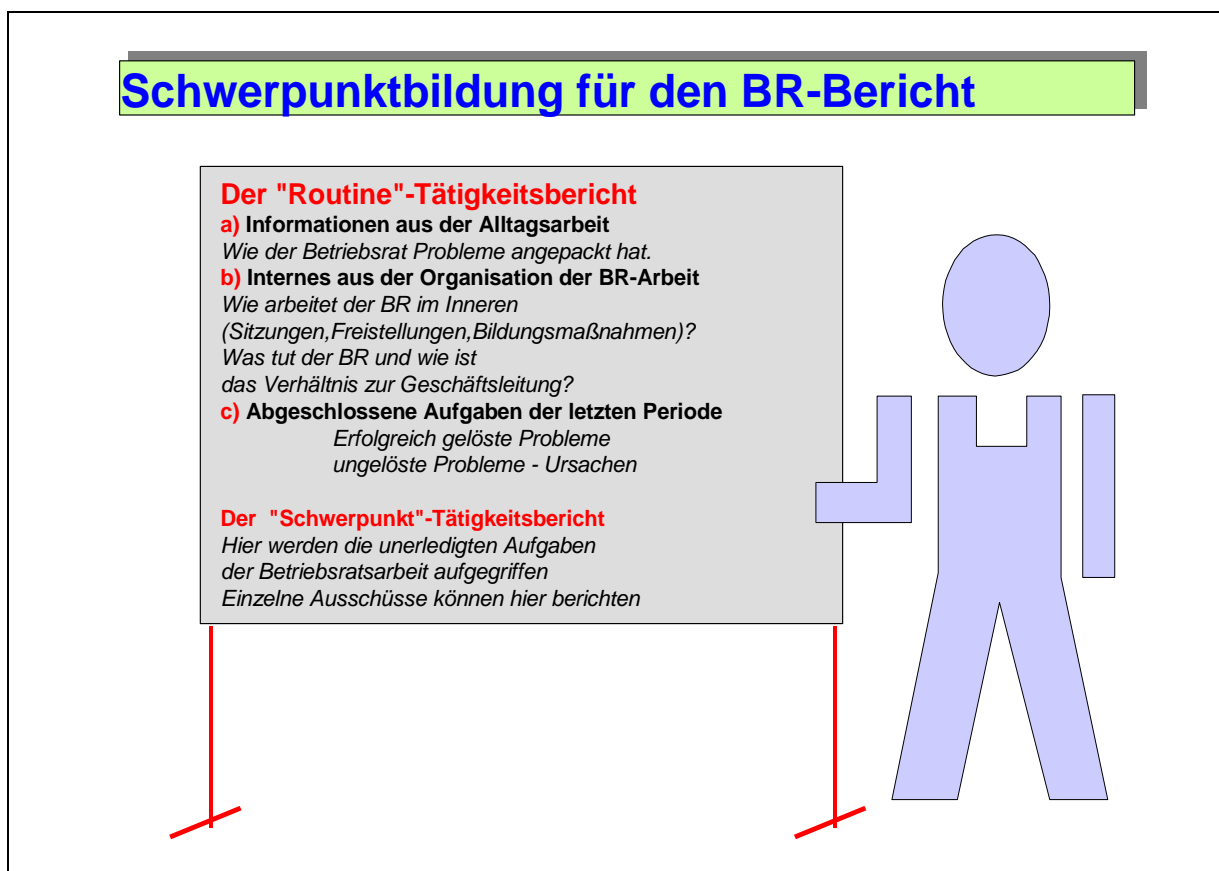 Schwerpunktbildung für den BR-Bericht
Der "Routine"-Tätigkeitsbericht
a) Informationen aus der Alltagsarbeit
Wie der Betriebsrat Probleme angepackt hat.
b) Internes aus der Organisation der BR-Arbeit
Wie arbeitet der BR im Inneren
(Sitzungen,Freistellungen,Bildungsmaßnahmen)?
Was tut der BR und wie ist
das Verhältnis zur Geschäftsleitung?
c) Abgeschlossene Aufgaben der letzten Periode
Erfolgreich gelöste Probleme
ungelöste Probleme - Ursachen
Der "Schwerpunkt"-Tätigkeitsbericht
Hier werden die unerledigten Aufgaben
der Betriebsratsarbeit aufgegriffen
Einzelne Ausschüsse können hier berichten